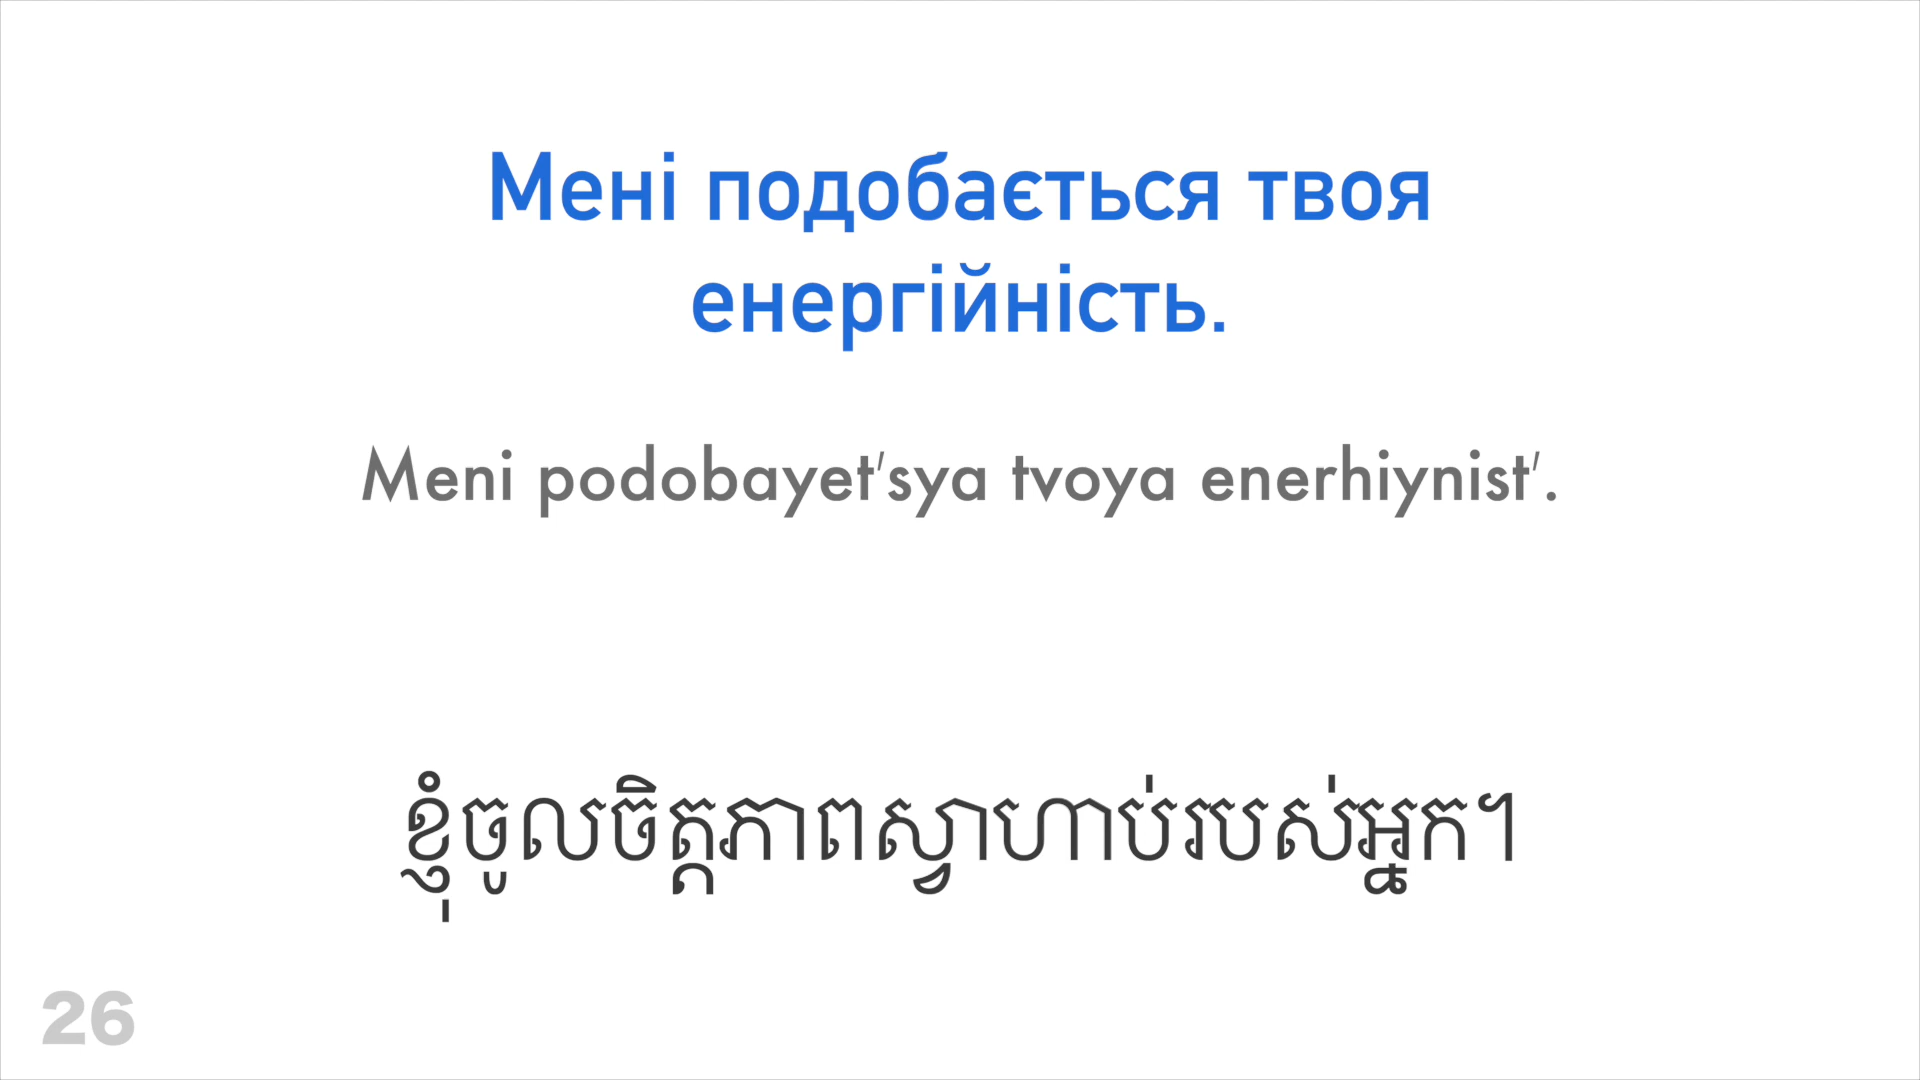 Мені подобається твоя
енергійність.
Meni podobayet'sya tvoya enerhiynist'.
ខ្ញុំចូលចិត្តភាពស្វាហាប់របស់អ្នក។
26